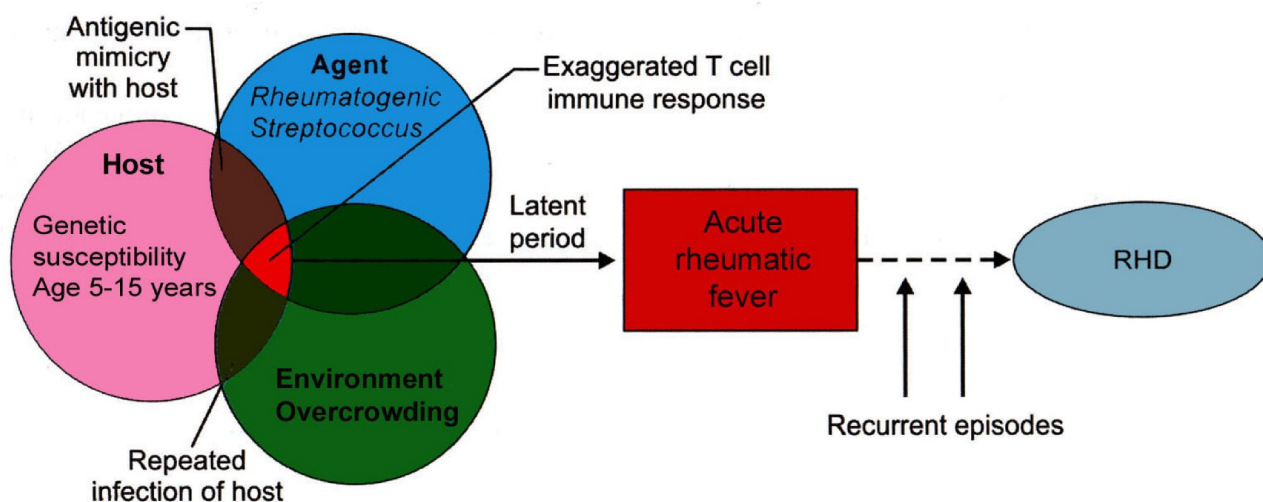 Antigenic
mimicry
with host
Agent
Rheumatogenic
Streptococcus
Exaggerated T cell
immune response
Host
Genetic
susceptibility
Age 5-15 years
Latent
period
Acute
rheumatic
fever
RHD
Environment
Overcrowding
Recurrent episodes
Repeated
infection of host